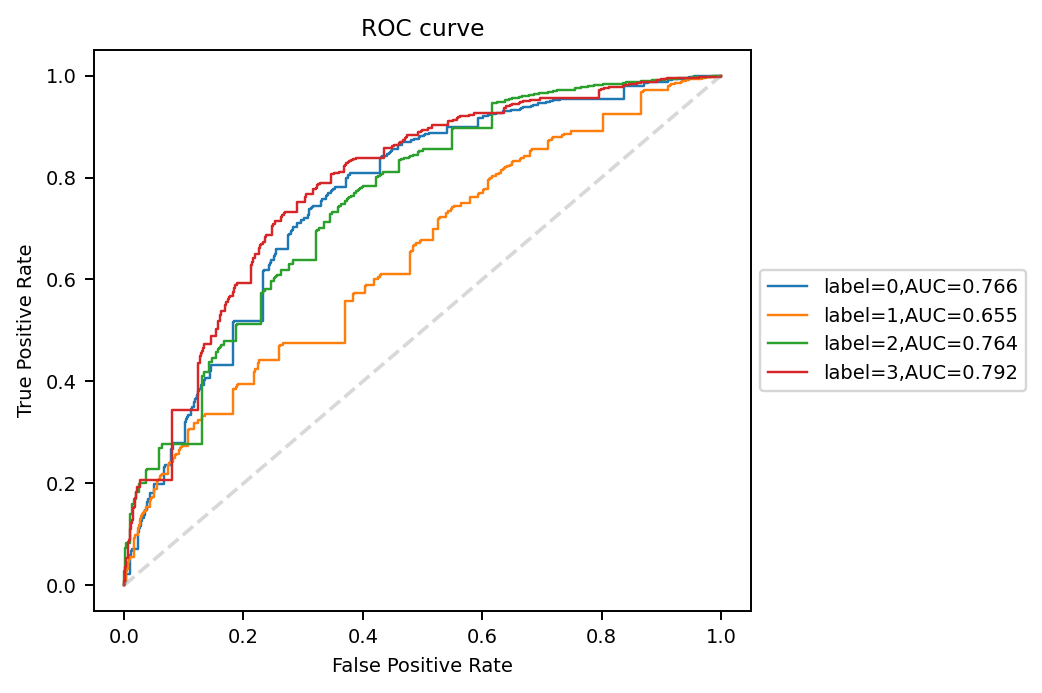 ROC curve
True Positive Rate
1.0
0.8
0.6
0.4
0.2
0.0
0.0 0.2 0.4 0.6 0.8 1.0
False Positive Rate
label=0,AUC=0.766
label=1,AUC=0.655
label=2,AUC=0.764
label=3,AUC=0.792